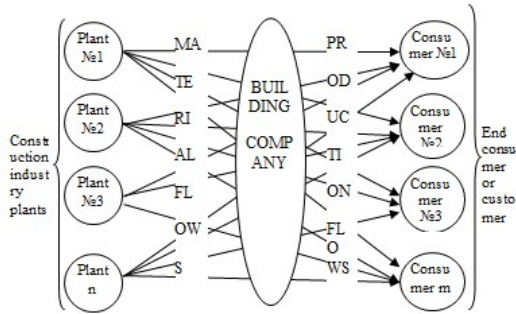 Constr
uction
indust
ry
plants
Plant
№1
Plant
№2
Plant
№3
Plant
n
MA
TE
RI
AL
FL
OW
S
BUIL
DING
COMP
ANY
PR
OD
UC
TI
ON
FL
O
WS
Consu
mer №1
Consu
mer
№2
Consu
mer
№3
Consu
mer m
End
consu
mer
or
custo
mer